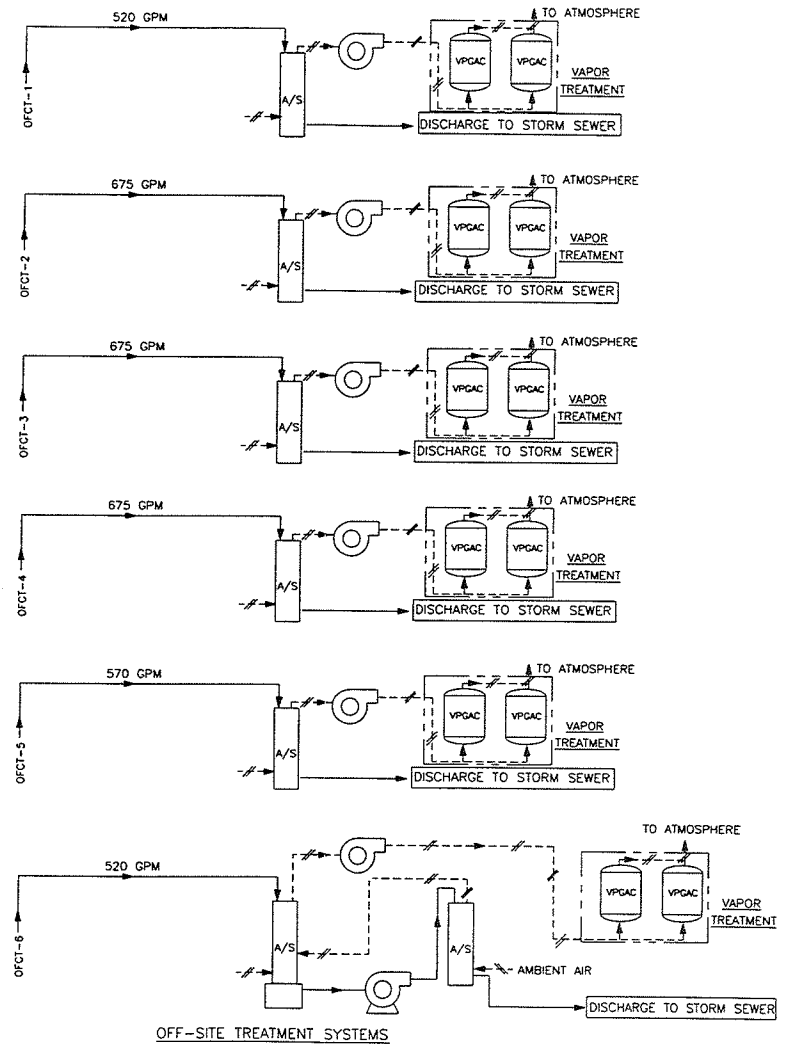 520 GPM
TO ATMOSPHERE
OFCT-1
A/S
VPGAC
VPGAC
VAPOR
TREATMENT
DISCHARGE TO STORM SEWER
675 GPM
TO ATMOSPHERE
OFCT-2
A/S
VPGAC
VPGAC
VAPOR
TREATMENT
DISCHARGE TO STORM SEWER
675 GPM
TO ATMOSPHERE
OFCT-3
A/S
VPGAC
VPGAC
VAPOR
TREATMENT
DISCHARGE TO STORM SEWER
675 GPM
TO ATMOSPHERE
OFCT-4
A/S
VPGAC
VPGAC
VAPOR
TREATMENT
DISCHARGE TO STORM SEWER
570 GPM
TO ATMOSPHERE
OFCT-5
A/S
VPGAC
VPGAC
VAPOR
TREATMENT
DISCHARGE TO STORM SEWER
520 GPM
TO ATMOSPHERE
OFCT-6
A/S
A/S
VPGAC
VPGAC
VAPOR
TREATMENT
AMBIENT AIR
DISCHARGE TO STORM SEWER
OFF-SITE TREATMENT SYSTEMS